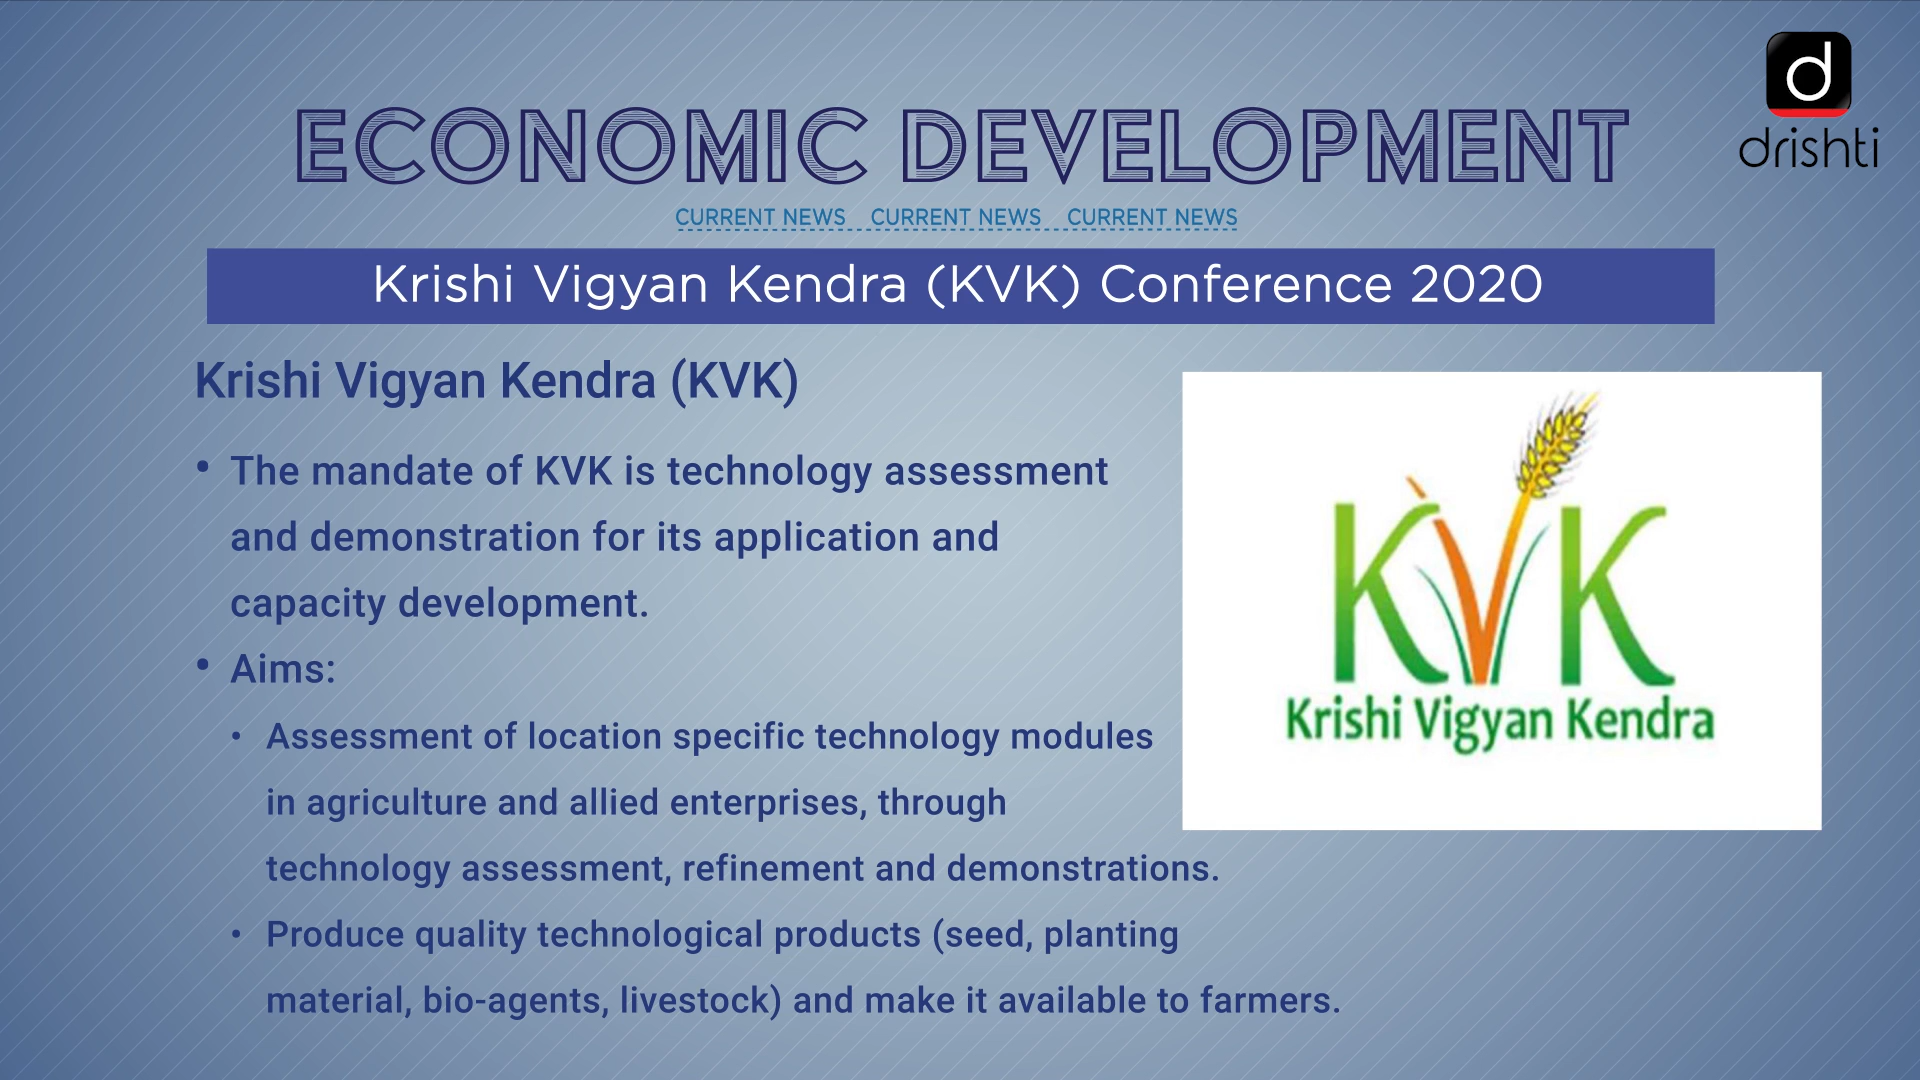 drishti
ECONOMIC DEVELOPMENT
CURRENT NEWS CURRENT NEWS CURRENT NEWS
Krishi Vigyan Kendra (KVK) Conference 2020
Krishi Vigyan Kendra (KVK)
• The mandate of KVK is technology assessment
and demonstration for its application and
capacity development.
• Aims:
• Assessment of location specific technology modules
in agriculture and allied enterprises, through
technology assessment, refinement and demonstrations.
• Produce quality technological products (seed, planting
material, bio-agents, livestock) and make it available to farmers.
KVK
Krishi Vigyan Kendra